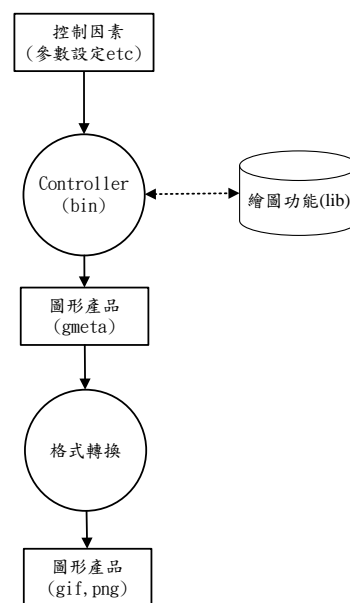 控制因素
(參數設定etc)
Controller
(bin)
繪圖功能(lib)
圖形產品
(gmeta)
格式轉換
圖形產品
(gif,png)